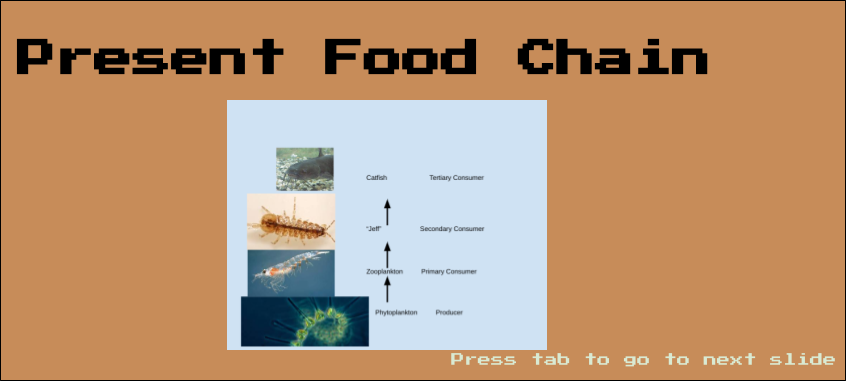 Present Food Chain
Catfish Tertiary Consumer
"Jeff" Secondary Consumer
Zooplankton Primary Consumer
Phytoplankton Producer
Press tab to go to next slide